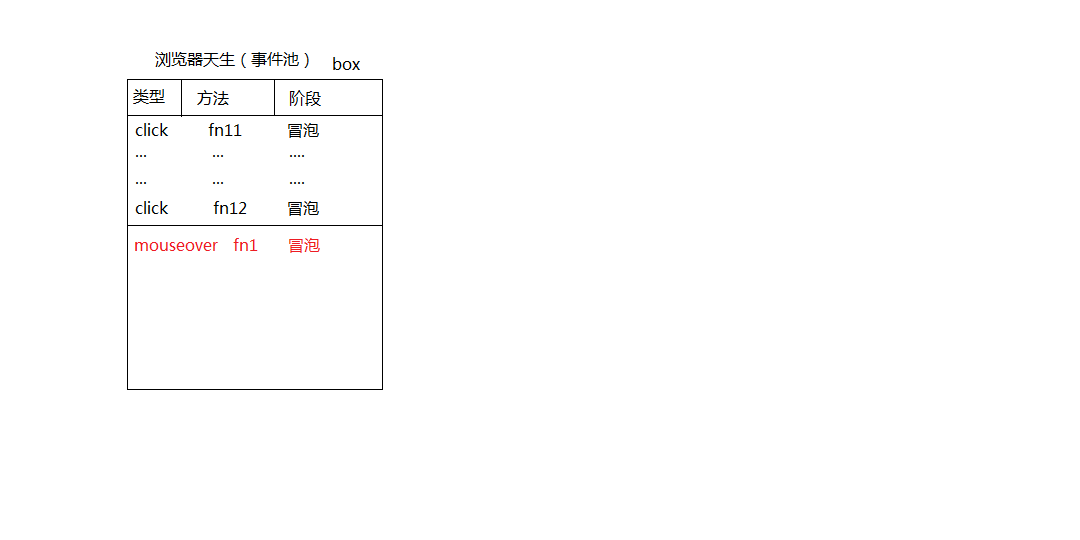 浏览器天生（事件池） box
类型 方法 阶段
click fn11 冒泡
... ... ....
... ... ....
click fn12 冒泡
mouseover fn1 冒泡